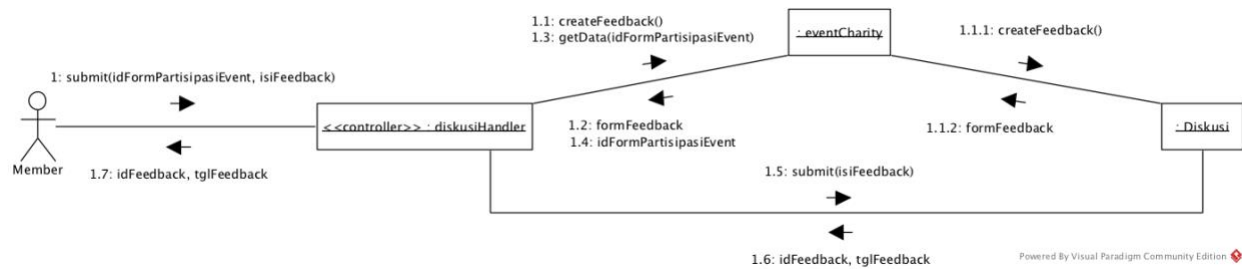 1.1: createFeedback()
1.3: getData(idFormPartisipasiEvent)
: eventCharity
1.1.1: createFeedback()
1: submit(idFormPartisipasiEvent, isiFeedback)
<<controller>> : diskusiHandler
1.2: formFeedback
1.4: idFormPartisipasiEvent
1.1.2: formFeedback
: Diskusi
Member
1.7: idFeedback, tglFeedback
1.5: submit(isiFeedback)
1.6: idFeedback, tglFeedback
Powered By Visual Paradigm Community Edition